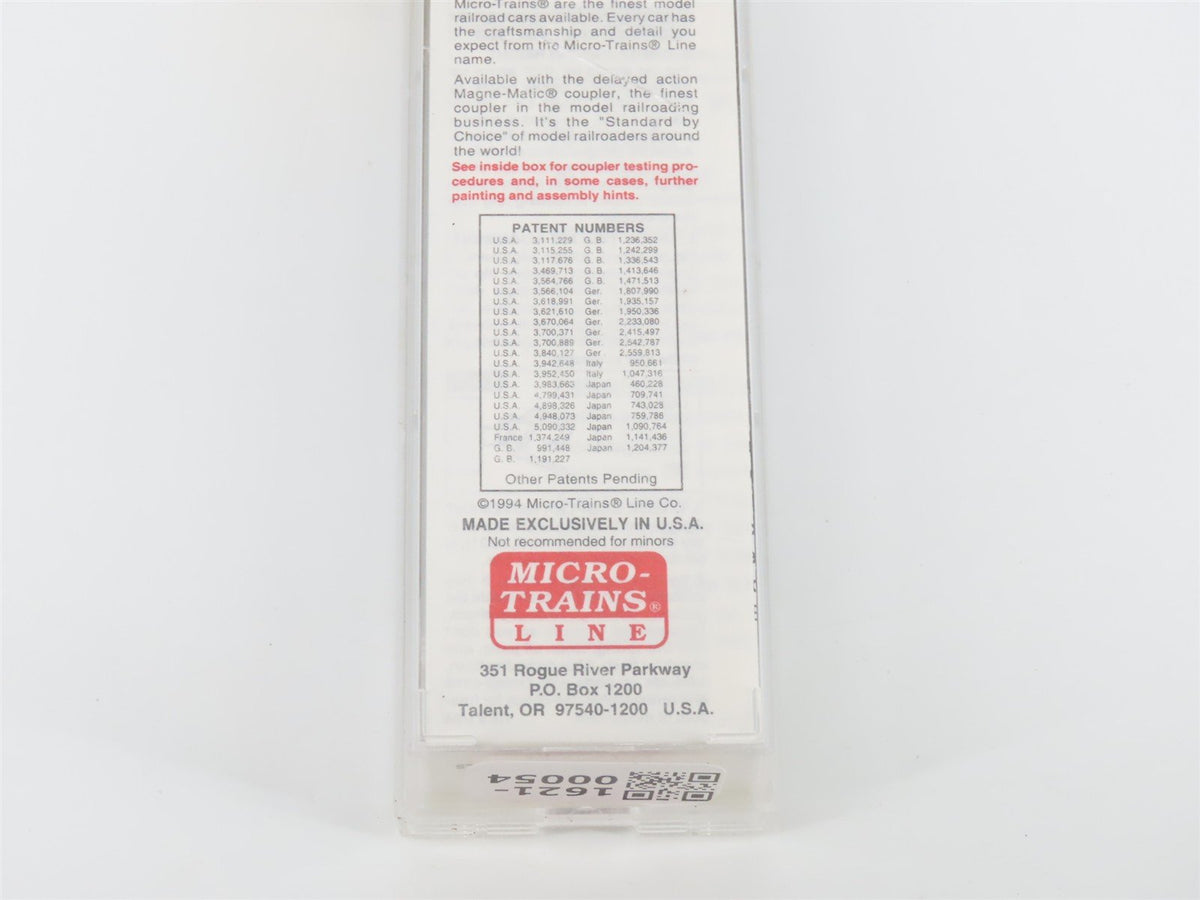 Micro-Trains® are the finest model
railroad cars available. Every car has
the craftsmanship and detail you
expect from the Micro-Trains® Line
name.
Available with the delayed action
Magne-Matic® coupler, the finest
coupler in the model railroading
business. It's the "Standard by
Choice" of model railroaders around
the world!
See inside box for coupler testing pro-
cedures and, in some cases, further
painting and assembly hints.
PATENT NUMBERS
U.S.A. 3,111,229 G. B. 1,236,352
U.S.A. 3,115,255 G. B. 1,242,299
U.S.A. 3,117,676 G. B. 1,336,543
U.S.A. 3,469,713 G. B. 1,413,646
U.S.A. 3,564,766 G. B. 1,471,513
U.S.A. 3,566,104 Ger. 1,807,990
U.S.A. 3,618,991 Ger. 1,935,157
U.S.A. 3,621,610 Ger. 1,950,336
U.S.A. 3,670,064 Ger. 2,233,080
U.S.A. 3,700,371 Ger. 2,415,497
U.S.A. 3,700,889 Ger. 2,542,787
U.S.A. 3,840,127 Ger. 2,559,813
U.S.A. 3,942,648 Italy 950,661
U.S.A. 3,952,450 Italy 1,047,316
U.S.A. 3,983,663 Japan 460,228
U.S.A. 4,799,431 Japan 709,741
U.S.A. 4,898,326 Japan 743,028
U.S.A. 4,948,073 Japan 759,786
U.S.A. 5,090,332 Japan 1,090,764
France 1,374,249 Japan 1,141,436
G. B. 991,448 Japan 1,204,377
G. B. 1,191,227
Other Patents Pending
©1994 Micro-Trains® Line Co.
MADE EXCLUSIVELY IN U.S.A.
Not recommended for minors
MICRO-
TRAINS®
LINE
351 Rogue River Parkway
P.O. Box 1200
Talent, OR 97540-1200 U.S.A.
1621-
00054